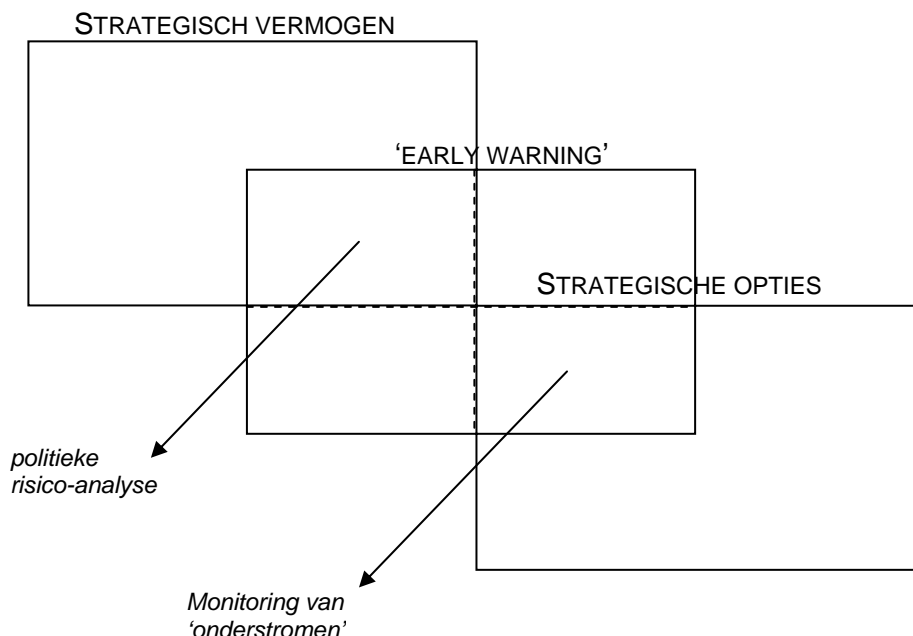 STRATEGISCH VERMOGEN
'EARLY WARNING'
STRATEGISCHE OPTIES
politieke
risico-analyse
Monitoring van
'onderstromen'